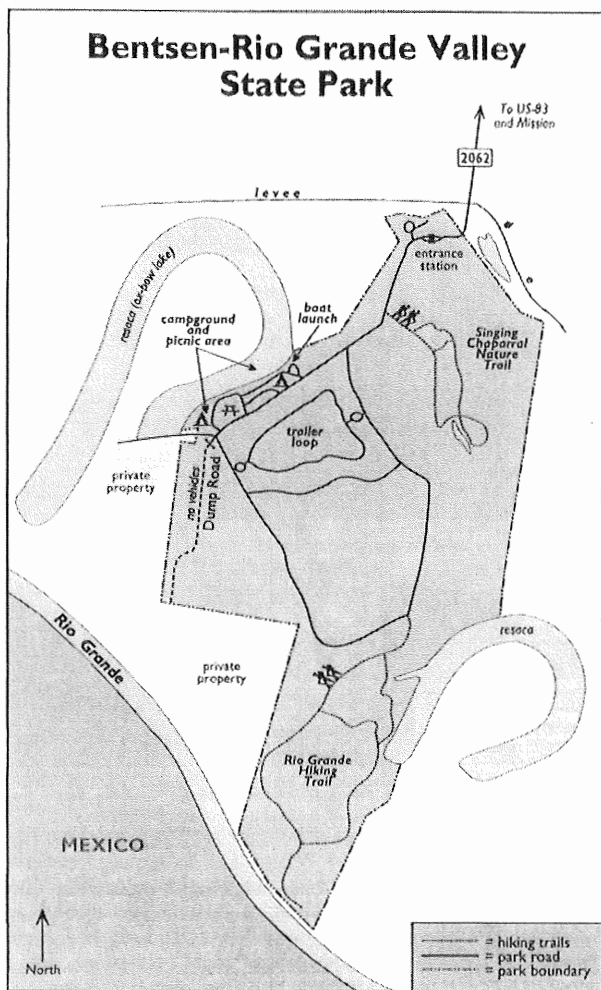 Bentsen-Rio Grande Valley
State Park
To US-83
and Mission
2062
levee
levee
entrance
station
resaca (ox-bow lake)
campground
and
picnic area
boat
launch
Singing
Chaparral
Nature
Trail
trailer
loop
private
property
no vehicles
Dump Road
Rio Grande
private
property
resaca
Rio Grande
Hiking
Trail
MEXICO
North
= hiking trails
= park road
= park boundary